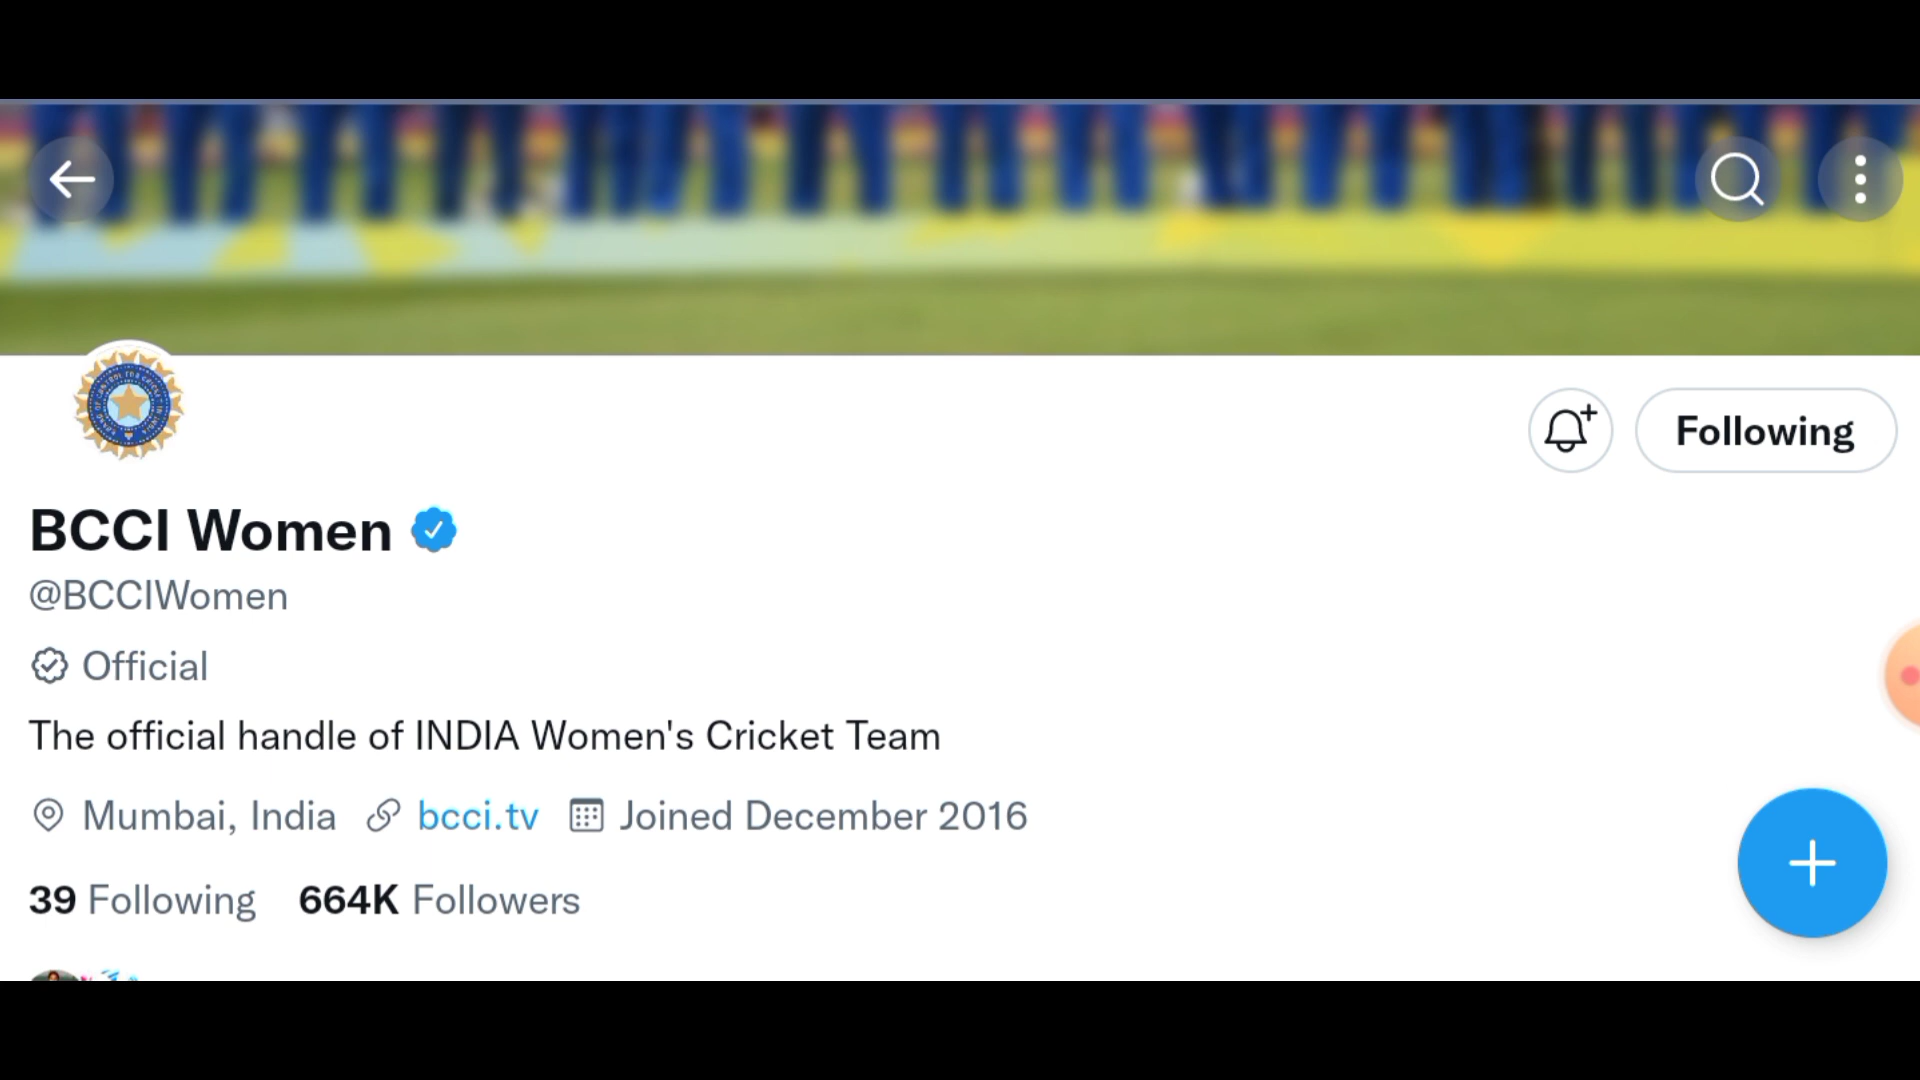 Following
BCCI Women
@BCCIWomen
Official
The official handle of INDIA Women's Cricket Team
Mumbai, India bcci.tv Joined December 2016
39 Following 664K Followers